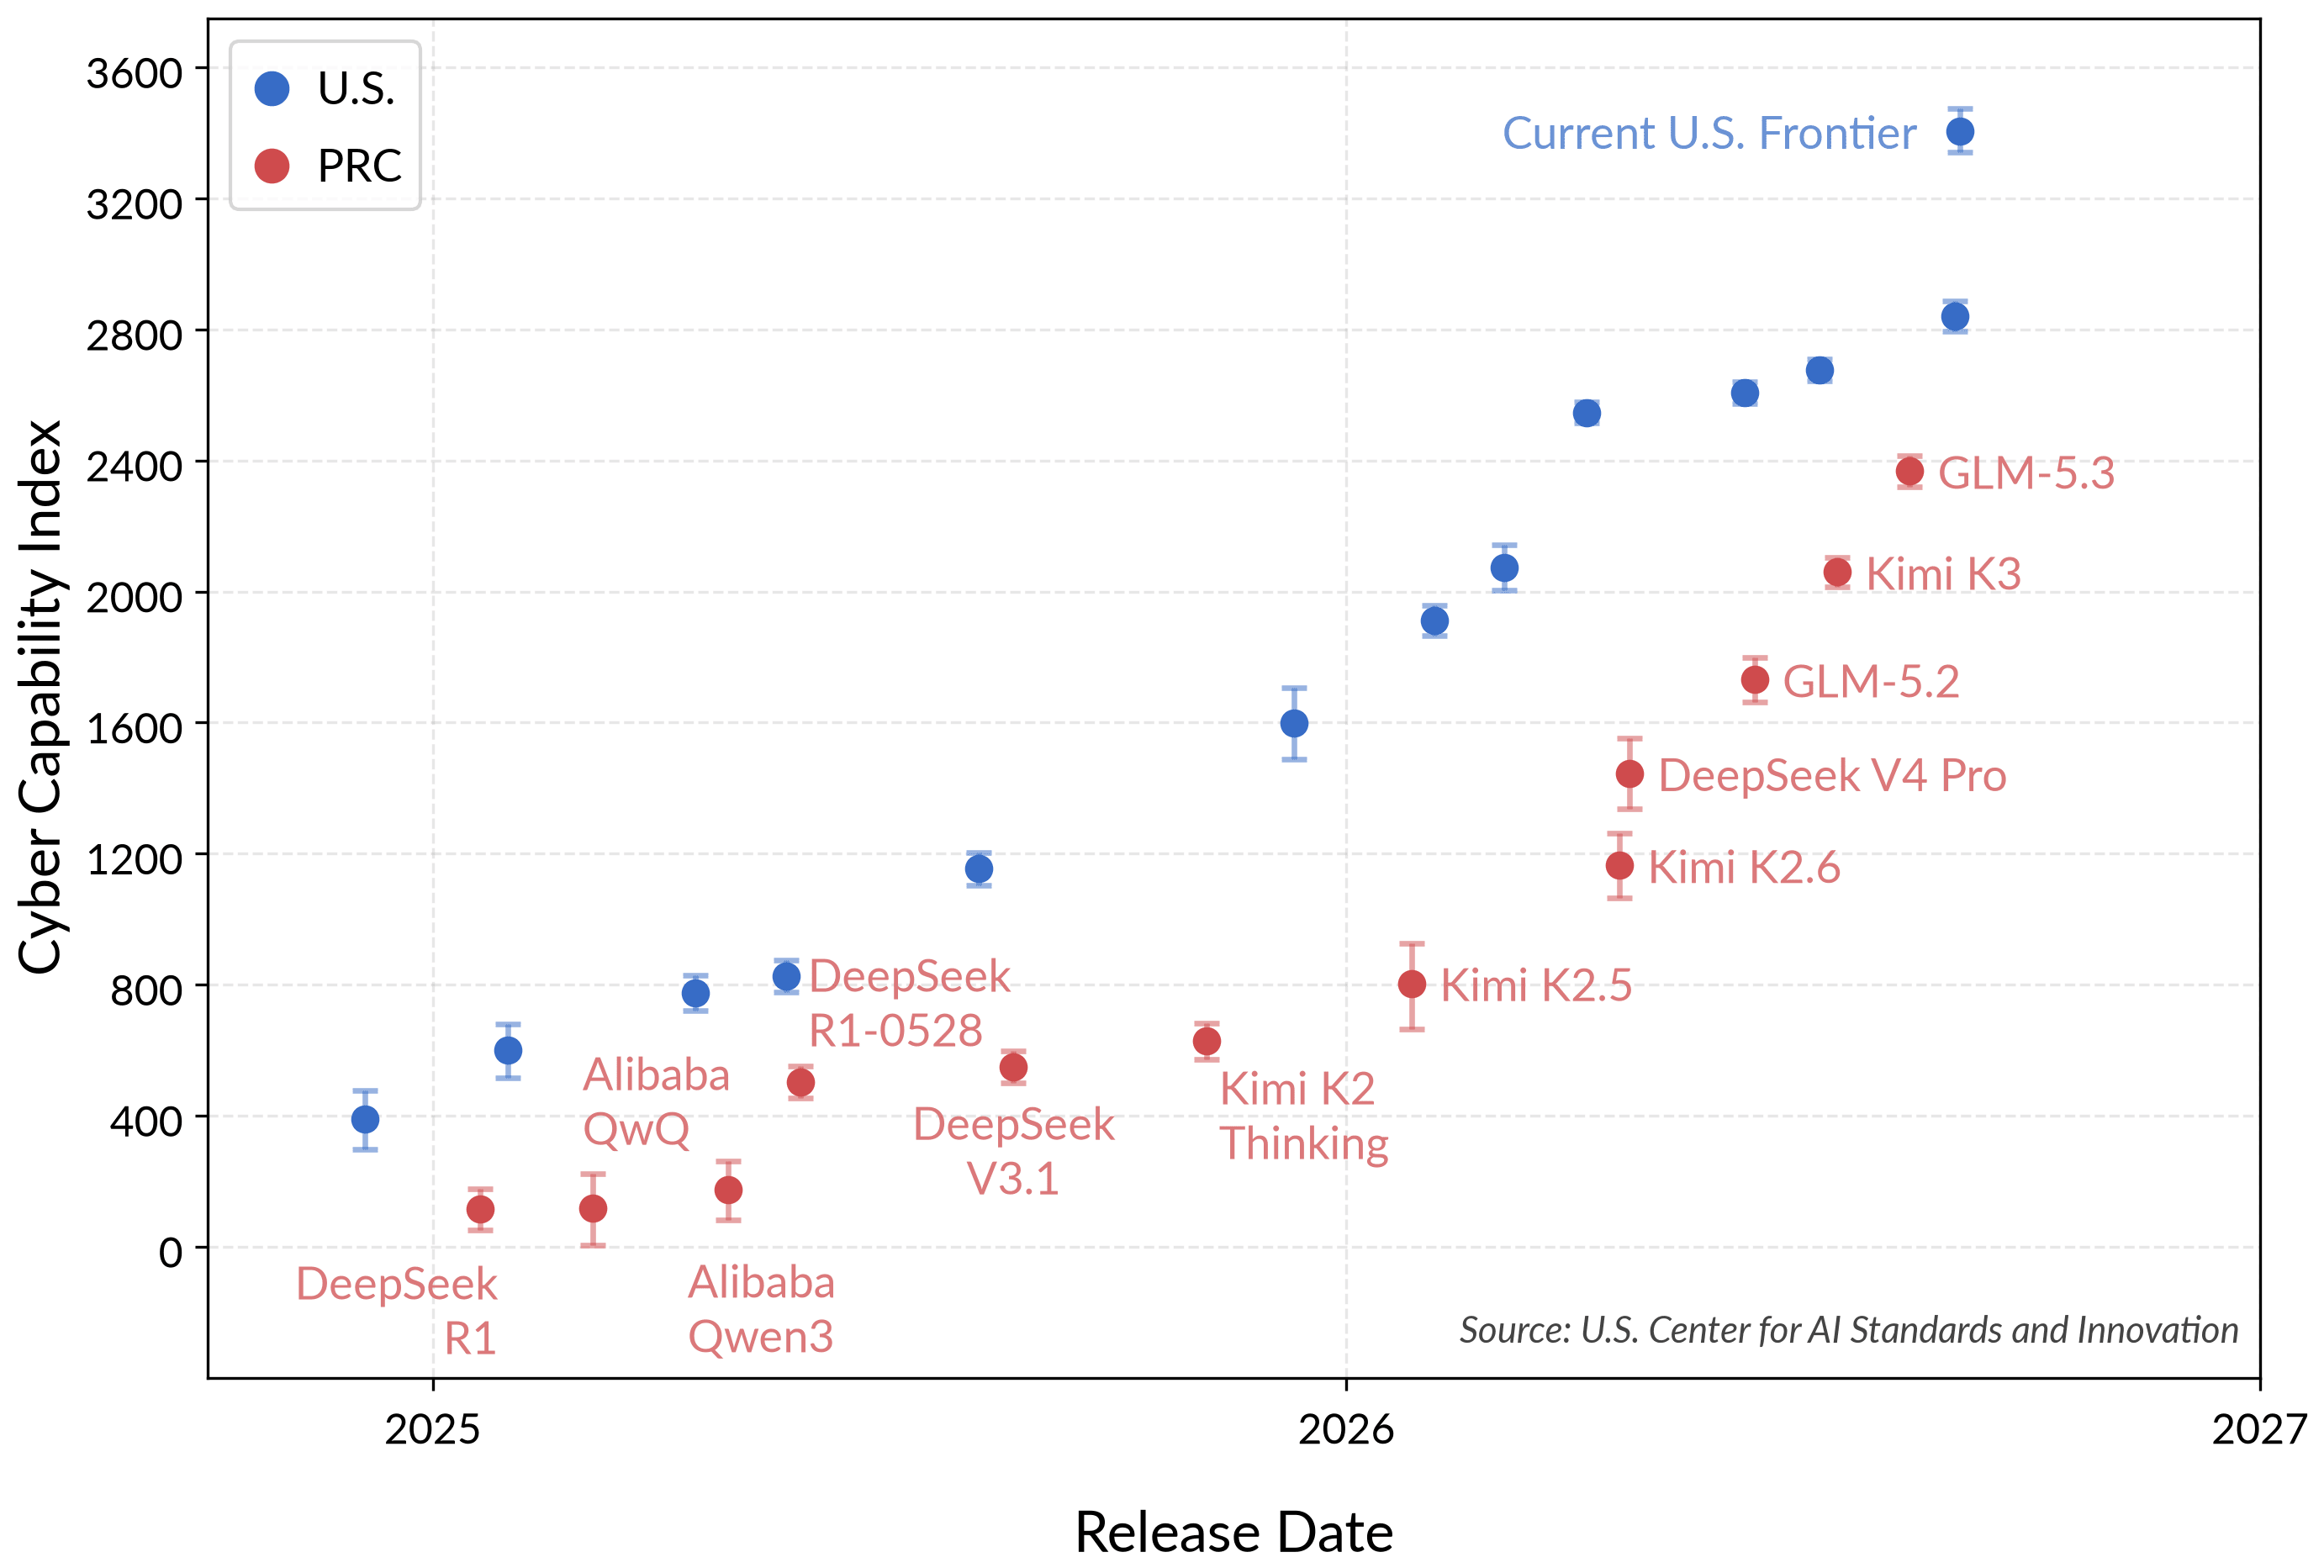 U.S.
PRC
Cyber Capability Index
3600
3200
2800
2400
2000
1600
1200
800
400
0
Current U.S. Frontier
GLM-5.3
Kimi K3
GLM-5.2
DeepSeek V4 Pro
Kimi K2.6
Kimi K2.5
DeepSeek
R1-0528
Alibaba
QwQ
DeepSeek
V3.1
Kimi K2
Thinking
DeepSeek
R1
Alibaba
Qwen3
Source: U.S. Center for AI Standards and Innovation
2025
2026
2027
Release Date